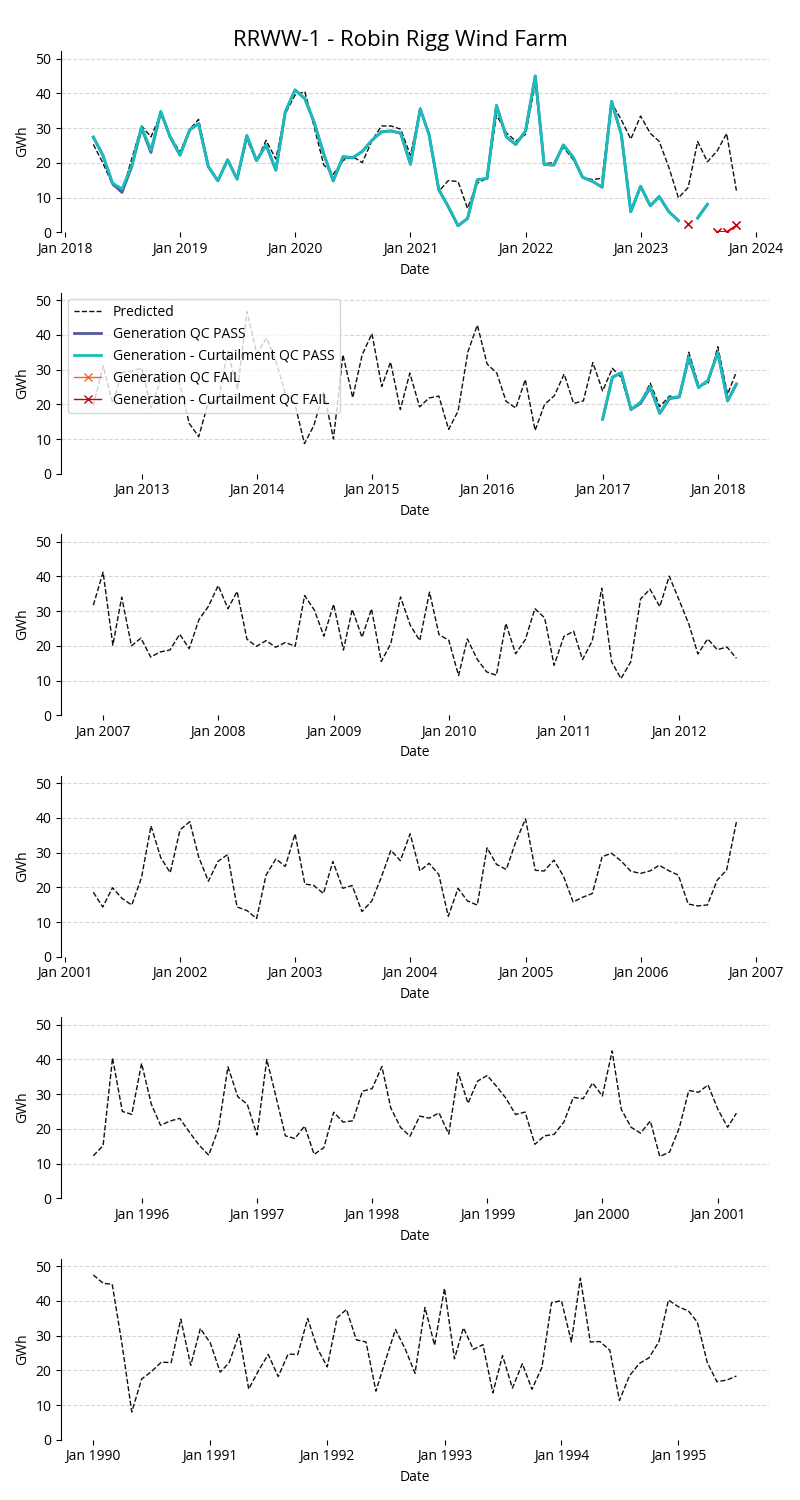 RRWW-1 - Robin Rigg Wind Farm
50
40
30
20
10
0
GWh
Jan 2018 Jan 2019 Jan 2020 Jan 2021 Jan 2022 Jan 2023 Jan 2024
Date
50
40
30
20
10
0
GWh
Predicted
Generation QC PASS
Generation - Curtailment QC PASS
Generation QC FAIL
Generation - Curtailment QC FAIL
Jan 2013 Jan 2014 Jan 2015 Jan 2016 Jan 2017 Jan 2018
Date
50
40
30
20
10
0
GWh
Jan 2007 Jan 2008 Jan 2009 Jan 2010 Jan 2011 Jan 2012
Date
50
40
30
20
10
0
GWh
Jan 2001 Jan 2002 Jan 2003 Jan 2004 Jan 2005 Jan 2006 Jan 2007
Date
50
40
30
20
10
0
GWh
Jan 1996 Jan 1997 Jan 1998 Jan 1999 Jan 2000 Jan 2001
Date
50
40
30
20
10
0
GWh
Jan 1990 Jan 1991 Jan 1992 Jan 1993 Jan 1994 Jan 1995
Date